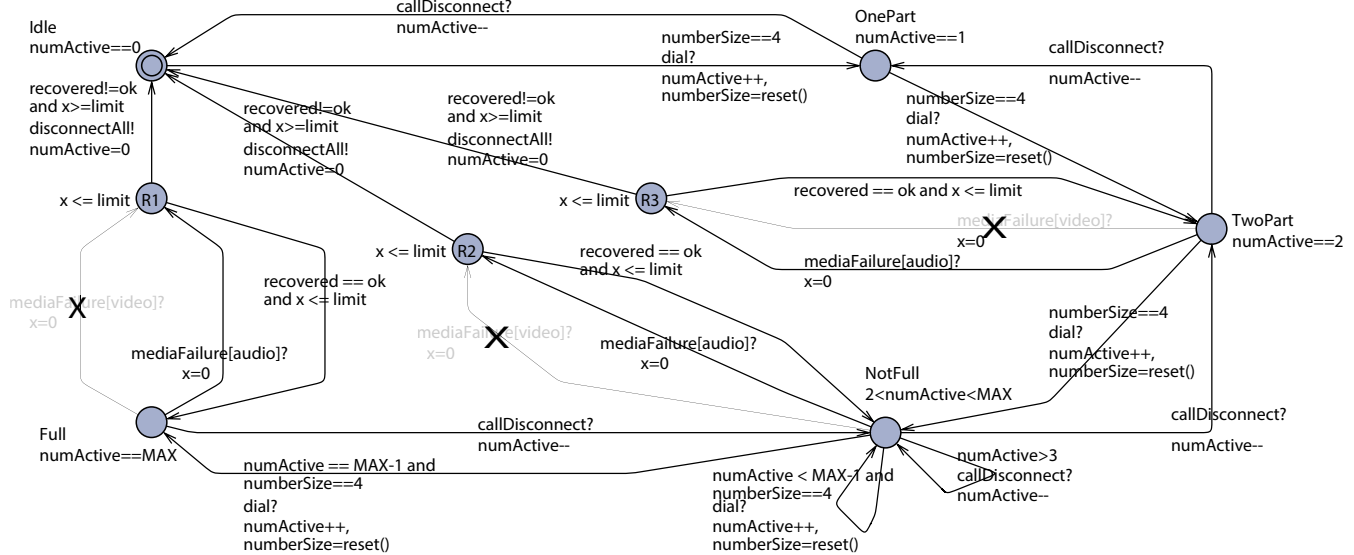 callDisconnect?
numActive--
Idle
numActive==0
OnePart
numActive==1
numberSize==4
dial?
numActive++,
numberSize=reset()
callDisconnect?
numActive--
recovered!=ok
and x>=limit
disconnectAll!
numActive=0
recovered!=ok
and x>=limit
disconnectAll!
numActive=0
recovered!=ok
and x>=limit
disconnectAll!
numActive=0
numberSize==4
dial?
numActive++,
numberSize=reset()
x <= limit
R1
x <= limit
R3
recovered == ok and x <= limit
mediaFailure[video]?
x=0
X
TwoPart
numActive==2
x <= limit
R2
recovered == ok
and x <= limit
mediaFailure[audio]?
x=0
recovered == ok
and x <= limit
mediaFailure[video]?
x=0
X
mediaFailure[video]?
x=0
X
mediaFailure[audio]?
x=0
mediaFailure[audio]?
x=0
numberSize==4
dial?
numActive++,
numberSize=reset()
NotFull
2<numActive<MAX
Full
numActive==MAX
callDisconnect?
numActive--
callDisconnect?
numActive--
numActive == MAX-1 and
numberSize==4
dial?
numActive++,
numberSize=reset()
numActive < MAX-1 and
numberSize==4
dial?
numActive++,
numberSize=reset()
numActive>3
callDisconnect?
numActive--